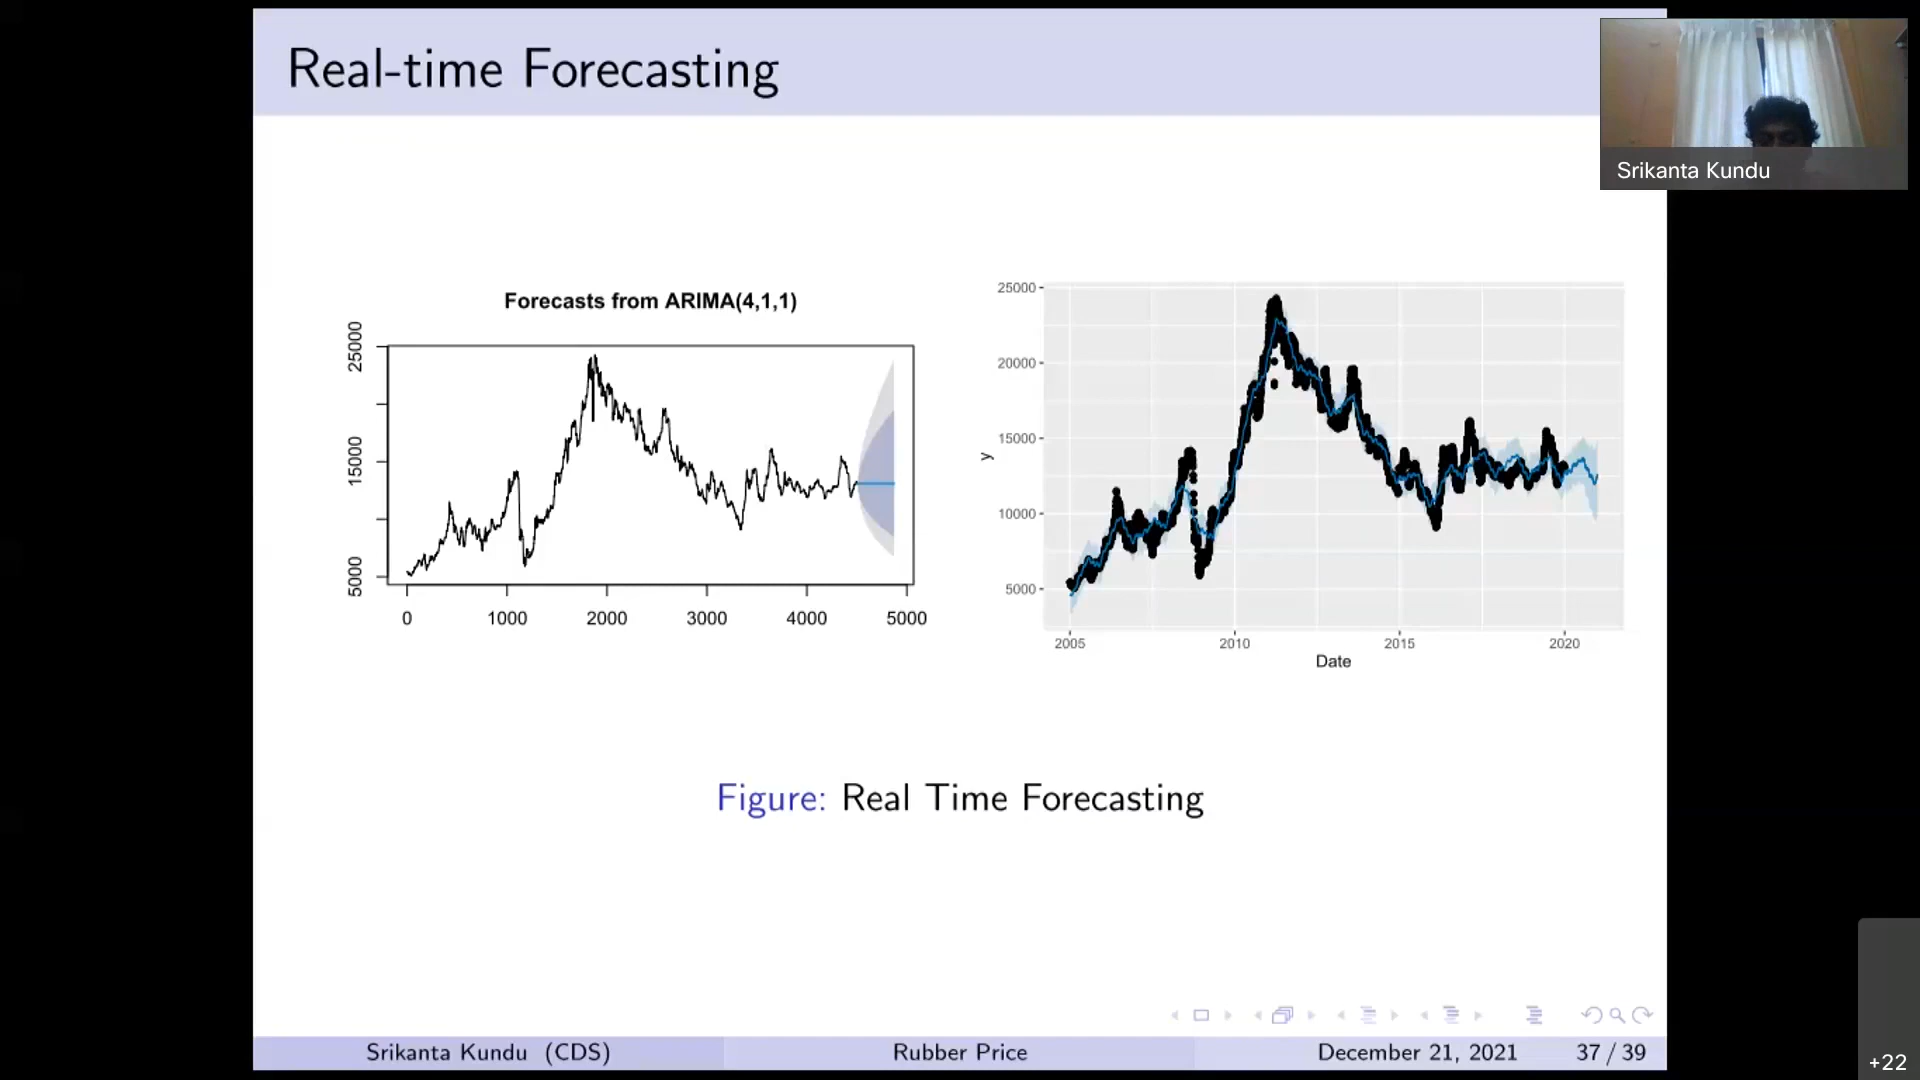 Real-time Forecasting
Srikanta Kundu
Forecasts from ARIMA(4,1,1)
25000
15000
5000
0 1000 2000 3000 4000 5000
25000
20000
15000
10000
5000
y
2005 2010 2015 2020
Date
Figure: Real Time Forecasting
Srikanta Kundu (CDS) Rubber Price December 21, 2021 37 / 39
+22